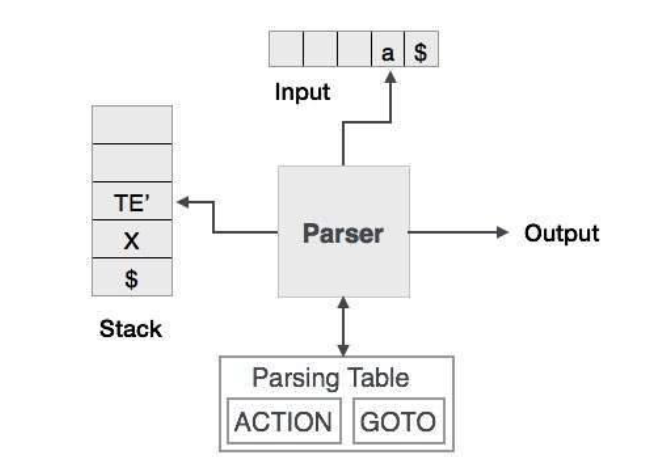 a $
Input
TE’
X
$
Stack
Parser
Output
Parsing Table
ACTION GOTO